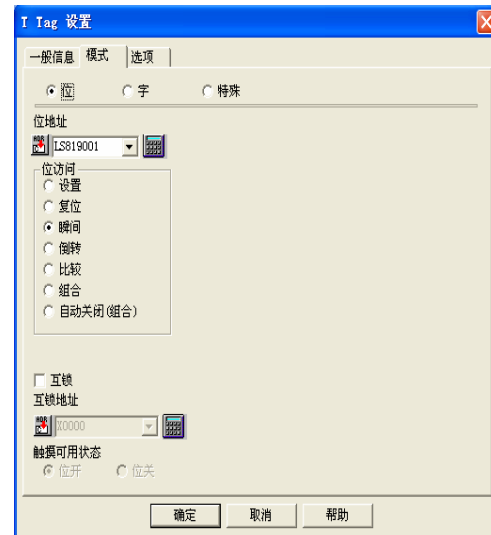 T Tag 设置
一般信息 模式 选项
位 字 特殊
位地址
LS819001
位访问
设置
复位
瞬间
倒转
比较
组合
自动关闭(组合)
互锁
互锁地址
X0000
触摸可用状态
位开 位关
确定 取消 帮助